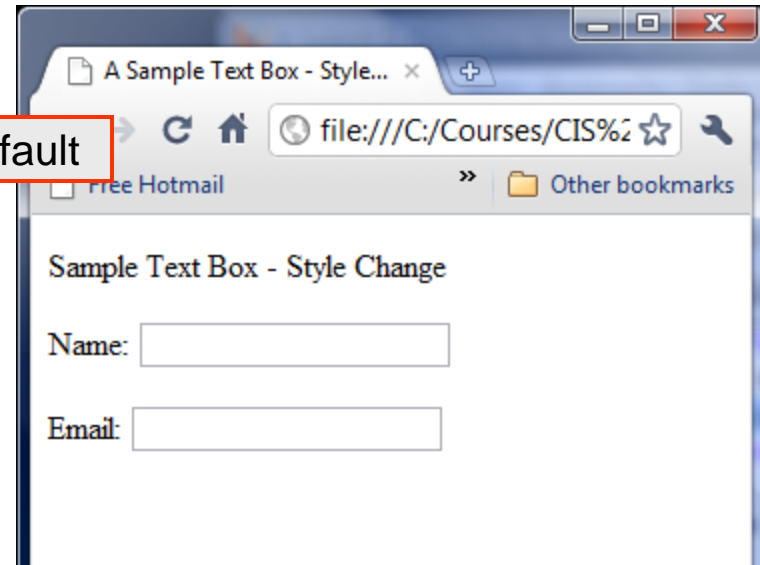 A Sample Text Box - Style...
file:///C:/Courses/CIS%2
fault
Free Hotmail
» Other bookmarks
Sample Text Box - Style Change
Name:
Email: